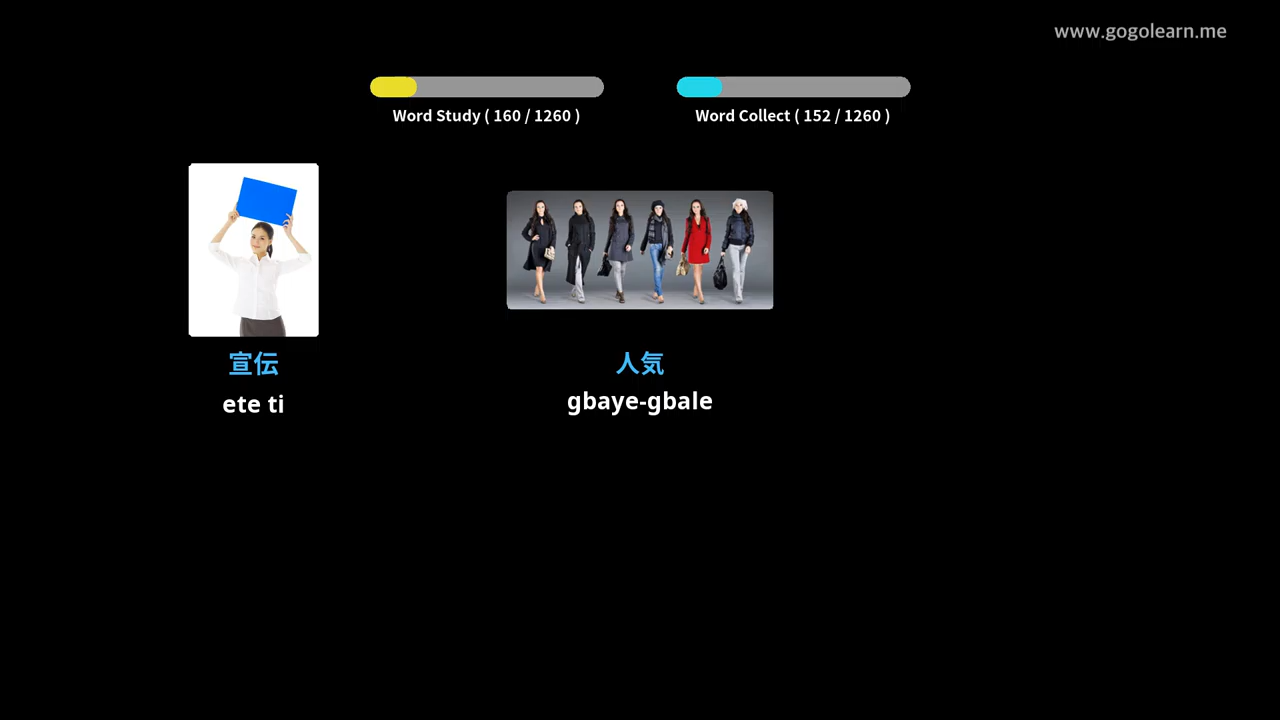 www.gogolearn.me
Word Study ( 160 / 1260 )
Word Collect ( 152 / 1260 )
宣伝
ete ti
人気
gbaye-gbale